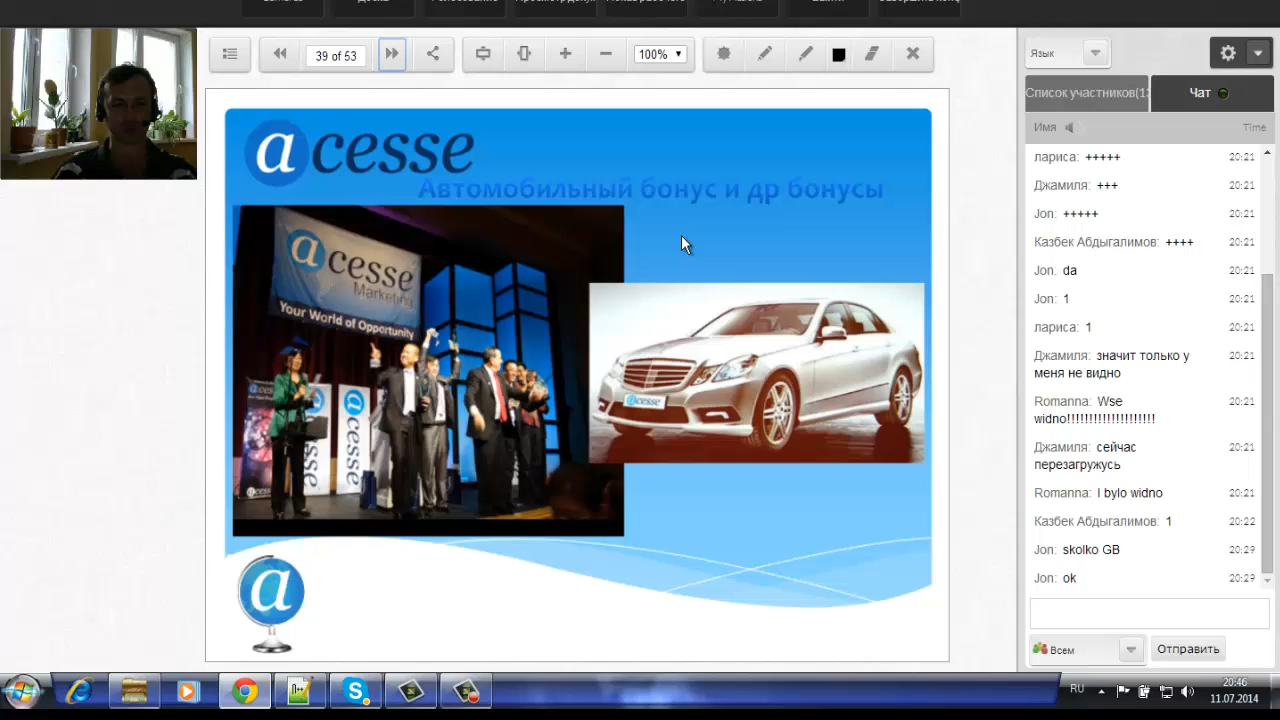 39 of 53
100%
Язык
Список участников(1
Чат
Имя
Time
лариса: +++++ 20:21
Джамиля: +++ 20:21
Jon: +++++ 20:21
Казбек Абдыгалимов: ++++ 20:21
Jon: da 20:21
Jon: 1 20:21
лариса: 1 20:21
Джамиля: значит только у 20:21
меня не видно
Romanna: Wse 20:21
widno!!!!!!!!!!!!!!!!!!!!
Джамиля: сейчас 20:21
перезагружусь
Romanna: I bylo widno 20:21
Казбек Абдыгалимов: 1 20:22
Jon: skolko GB 20:29
Jon: ok 20:29
Всем
Отправить
acesse
Автомобильный бонус и др бонусы
acesse
Marketing
Your World of Opportunity
acesse
acesse
acesse
a
RU
20:46
11.07.2014